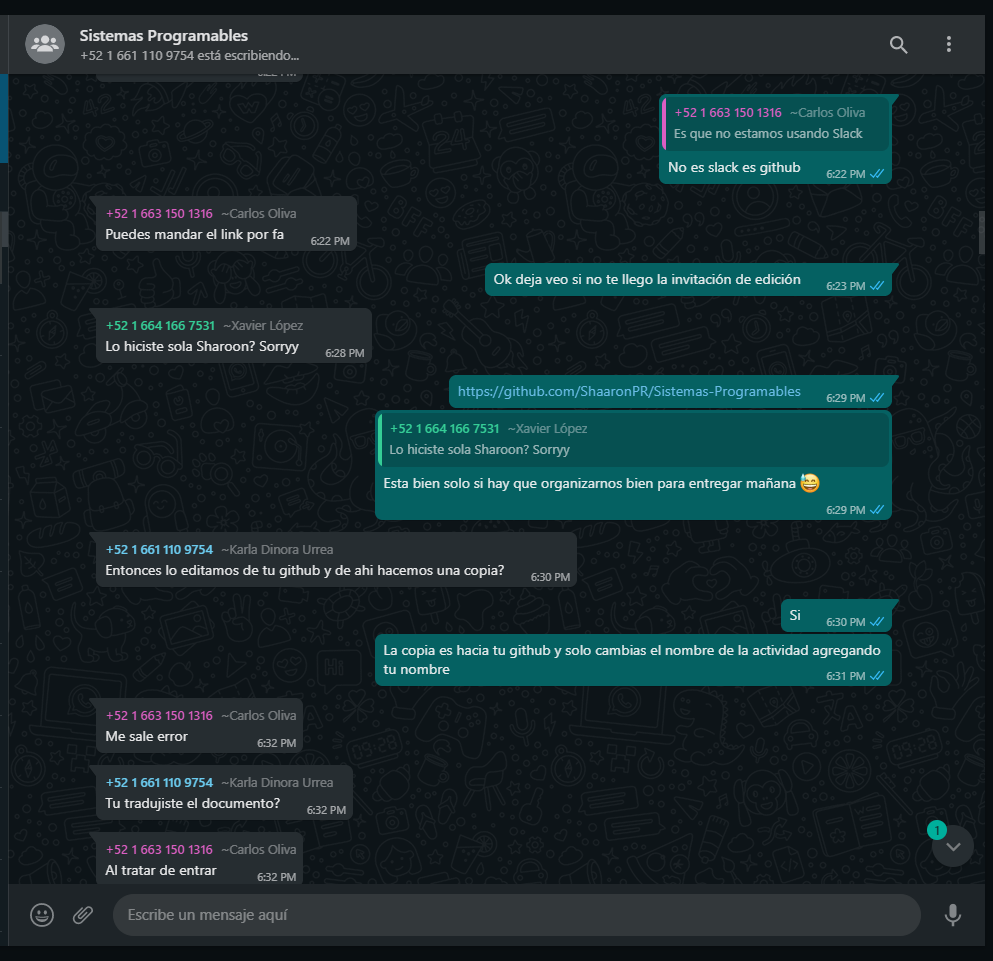 Sistemas Programables
+52 1 661 110 9754 está escribiendo...
+52 1 663 150 1316 ~Carlos Oliva
Es que no estamos usando Slack
No es slack es github
6:22 PM
+52 1 663 150 1316 ~Carlos Oliva
Puedes mandar el link por fa
6:22 PM
Ok deja veo si no te llego la invitación de edición
6:23 PM
+52 1 664 166 7531 ~Xavier López
Lo hiciste sola Sharoon? Sorryy
6:28 PM
https://github.com/ShaaronPR/Sistemas-Programables
6:29 PM
+52 1 664 166 7531 ~Xavier López
Lo hiciste sola Sharoon? Sorryy
Esta bien solo si hay que organizarnos bien para entregar mañana 😅
6:29 PM
+52 1 661 110 9754 ~Karla Dinora Urrea
Entonces lo editamos de tu github y de ahi hacemos una copia?
6:30 PM
Si
6:30 PM
La copia es hacia tu github y solo cambias el nombre de la actividad agregando
tu nombre
6:31 PM
+52 1 663 150 1316 ~Carlos Oliva
Me sale error
6:32 PM
+52 1 661 110 9754 ~Karla Dinora Urrea
Tu tradujiste el documento?
6:32 PM
+52 1 663 150 1316 ~Carlos Oliva
Al tratar de entrar
6:32 PM
1
Escribe un mensaje aquí